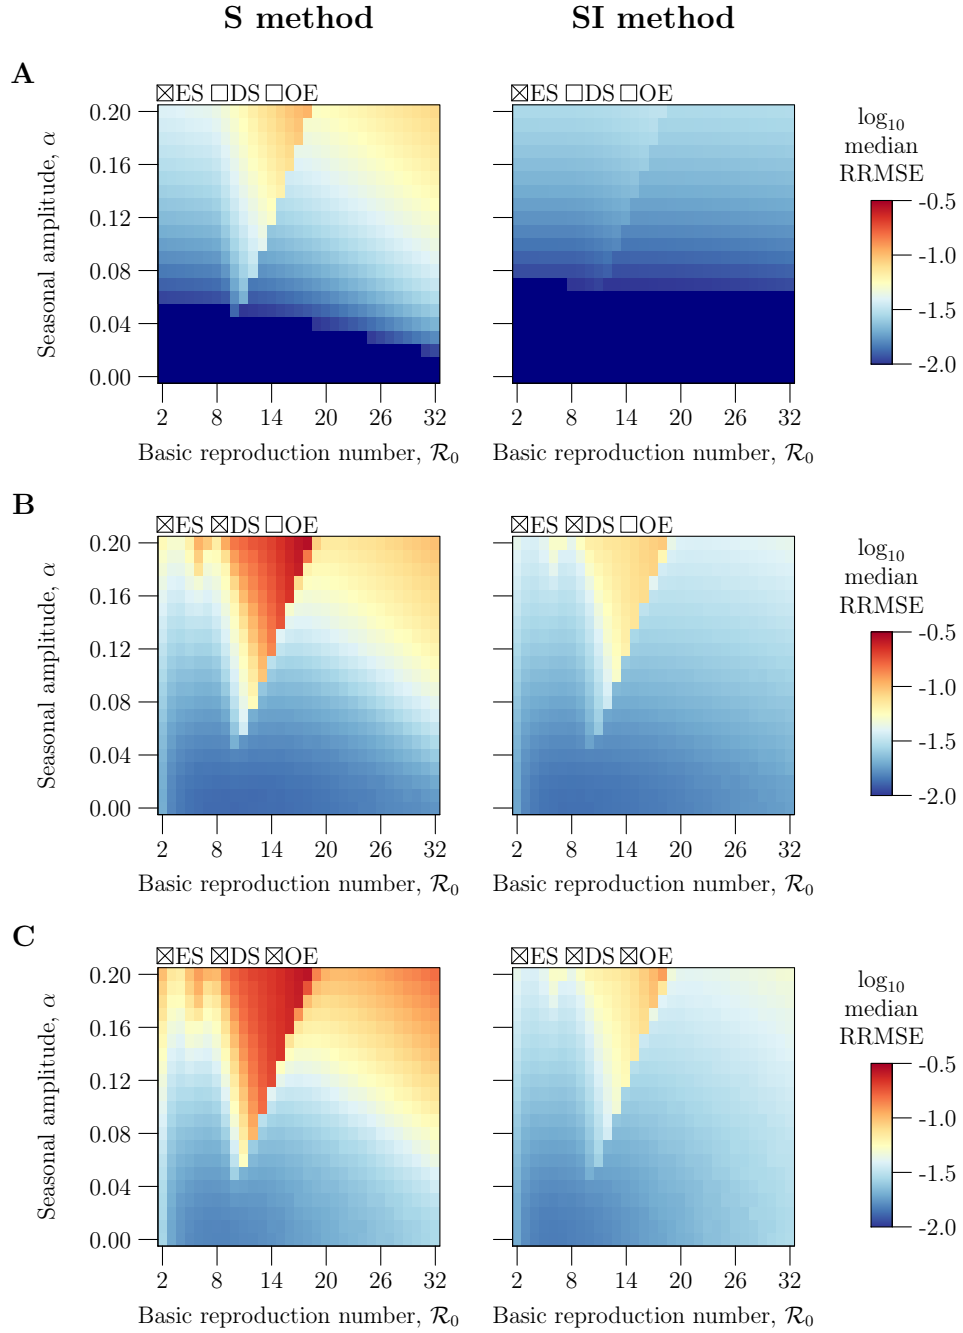 S method SI method
A
☒ES ☐DS ☐OE ☒ES ☐DS ☐OE
log₁₀
median
RRMSE
Seasonal amplitude, α
0.20
0.16
0.12
0.08
0.04
0.00
-0.5
-1.0
-1.5
-2.0
2 8 14 20 26 32 2 8 14 20 26 32
Basic reproduction number, ℛ₀ Basic reproduction number, ℛ₀
B
☒ES ☒DS ☐OE ☒ES ☒DS ☐OE
log₁₀
median
RRMSE
Seasonal amplitude, α
0.20
0.16
0.12
0.08
0.04
0.00
-0.5
-1.0
-1.5
-2.0
2 8 14 20 26 32 2 8 14 20 26 32
Basic reproduction number, ℛ₀ Basic reproduction number, ℛ₀
C
☒ES ☒DS ☒OE ☒ES ☒DS ☒OE
log₁₀
median
RRMSE
Seasonal amplitude, α
0.20
0.16
0.12
0.08
0.04
0.00
-0.5
-1.0
-1.5
-2.0
2 8 14 20 26 32 2 8 14 20 26 32
Basic reproduction number, ℛ₀ Basic reproduction number, ℛ₀